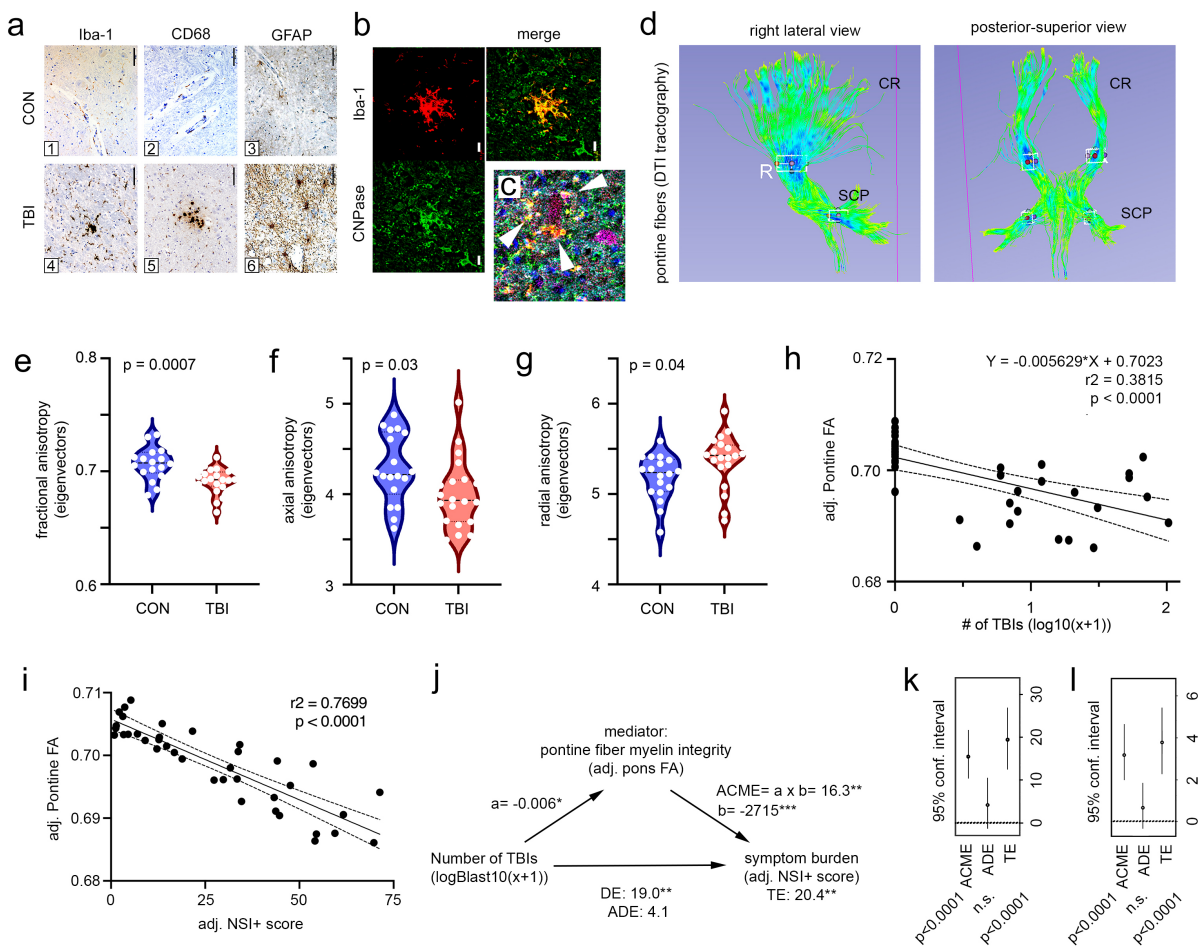 a
Iba-1
CD68
GFAP
CON
1
2
3
TBI
4
5
6
b
merge
Iba-1
CNPase
c
d
right lateral view
posterior-superior view
pontine fibers (DTI tractography)
CR
R
SCP
CR
R
SCP
e
fractional anisotropy
(eigenvectors)
p = 0.0007
0.8
0.7
0.6
CON
TBI
f
axial anisotropy
(eigenvectors)
p = 0.03
5
4
3
CON
TBI
g
radial anisotropy
(eigenvectors)
p = 0.04
6
5
4
CON
TBI
h
adj. Pontine FA
0.72
0.70
0.68
Y = -0.005629*X + 0.7023
r2 = 0.3815
p < 0.0001
0
1
2
# of TBIs (log10(x+1))
i
adj. Pontine FA
0.71
0.70
0.69
0.68
r2 = 0.7699
p < 0.0001
0
25
50
75
adj. NSI+ score
j
mediator:
pontine fiber myelin integrity
(adj. pons FA)
a= -0.006*
ACME= a x b= 16.3**
b= -2715***
Number of TBIs
(logBlast10(x+1))
symptom burden
(adj. NSI+ score)
TE: 20.4**
DE: 19.0**
ADE: 4.1
k
95% conf. interval
30
20
10
0
ACME
ADE
TE
p<0.0001
n.s.
p<0.0001
l
95% conf. interval
6
4
2
0
ACME
ADE
TE
p<0.0001
n.s.
p<0.0001